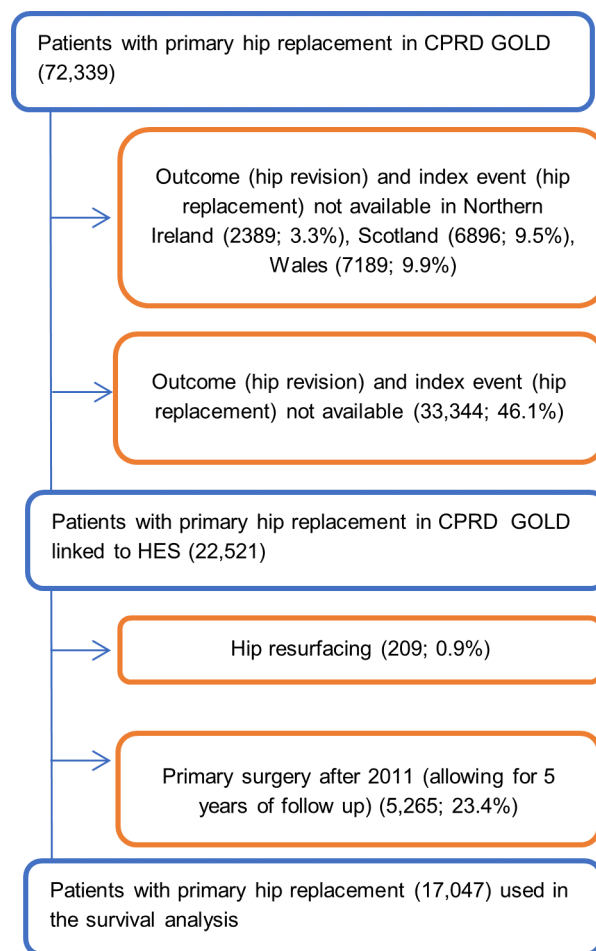 Patients with primary hip replacement in CPRD GOLD
(72,339)
Outcome (hip revision) and index event (hip
replacement) not available in Northern
Ireland (2389; 3.3%), Scotland (6896; 9.5%),
Wales (7189; 9.9%)
Outcome (hip revision) and index event (hip
replacement) not available (33,344; 46.1%)
Patients with primary hip replacement in CPRD GOLD
linked to HES (22,521)
Hip resurfacing (209; 0.9%)
Primary surgery after 2011 (allowing for 5
years of follow up) (5,265; 23.4%)
Patients with primary hip replacement (17,047) used in
the survival analysis